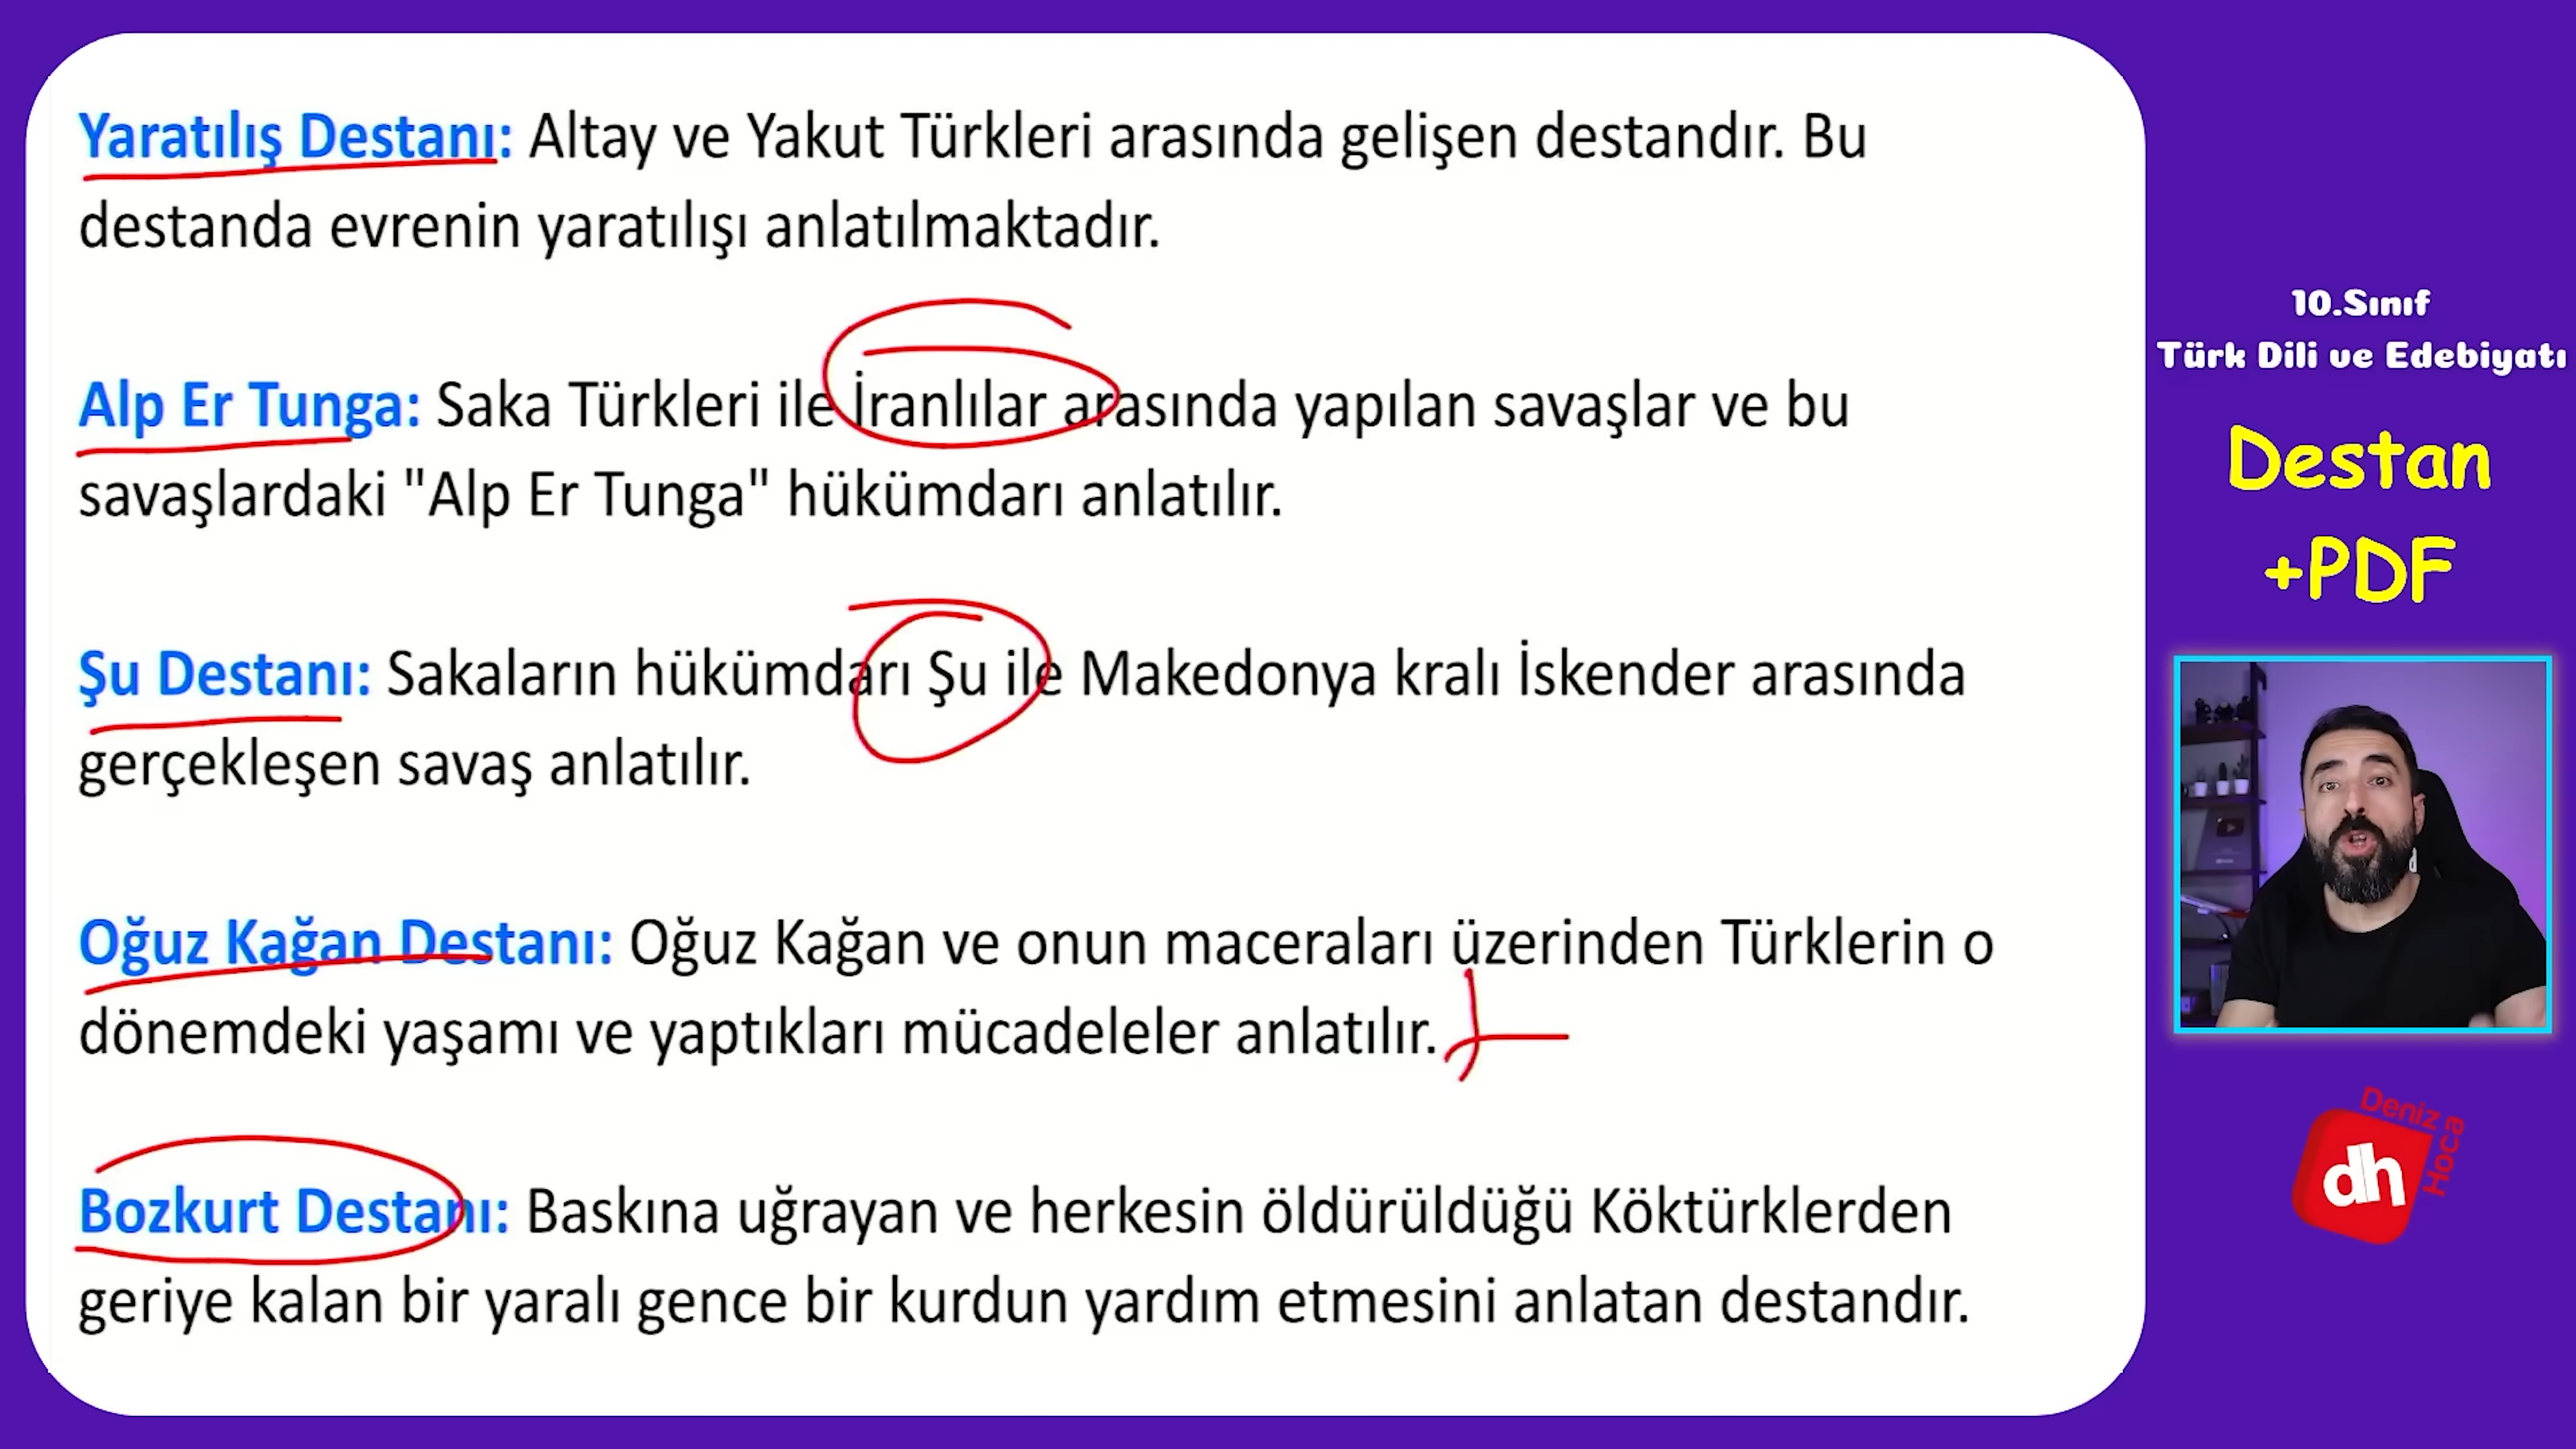 Yaratılış Destanı: Altay ve Yakut Türkleri arasında gelişen destandır. Bu
destanda evrenin yaratılışı anlatılmaktadır.
Alp Er Tunga: Saka Türkleri ile İranlılar arasında yapılan savaşlar ve bu
savaşlardaki "Alp Er Tunga" hükümdarı anlatılır.
Şu Destanı: Sakaların hükümdarı Şu ile Makedonya kralı İskender arasında
gerçekleşen savaş anlatılır.
Oğuz Kağan Destanı: Oğuz Kağan ve onun maceraları üzerinden Türklerin o
dönemdeki yaşamı ve yaptıkları mücadeleler anlatılır.
Bozkurt Destanı: Baskına uğrayan ve herkesin öldürüldüğü Köktürklerden
geriye kalan bir yaralı gence bir kurdun yardım etmesini anlatan destandır.
10.Sınıf
Türk Dili ve Edebiyatı
Destan
+PDF
Deniz
Hoca
dh